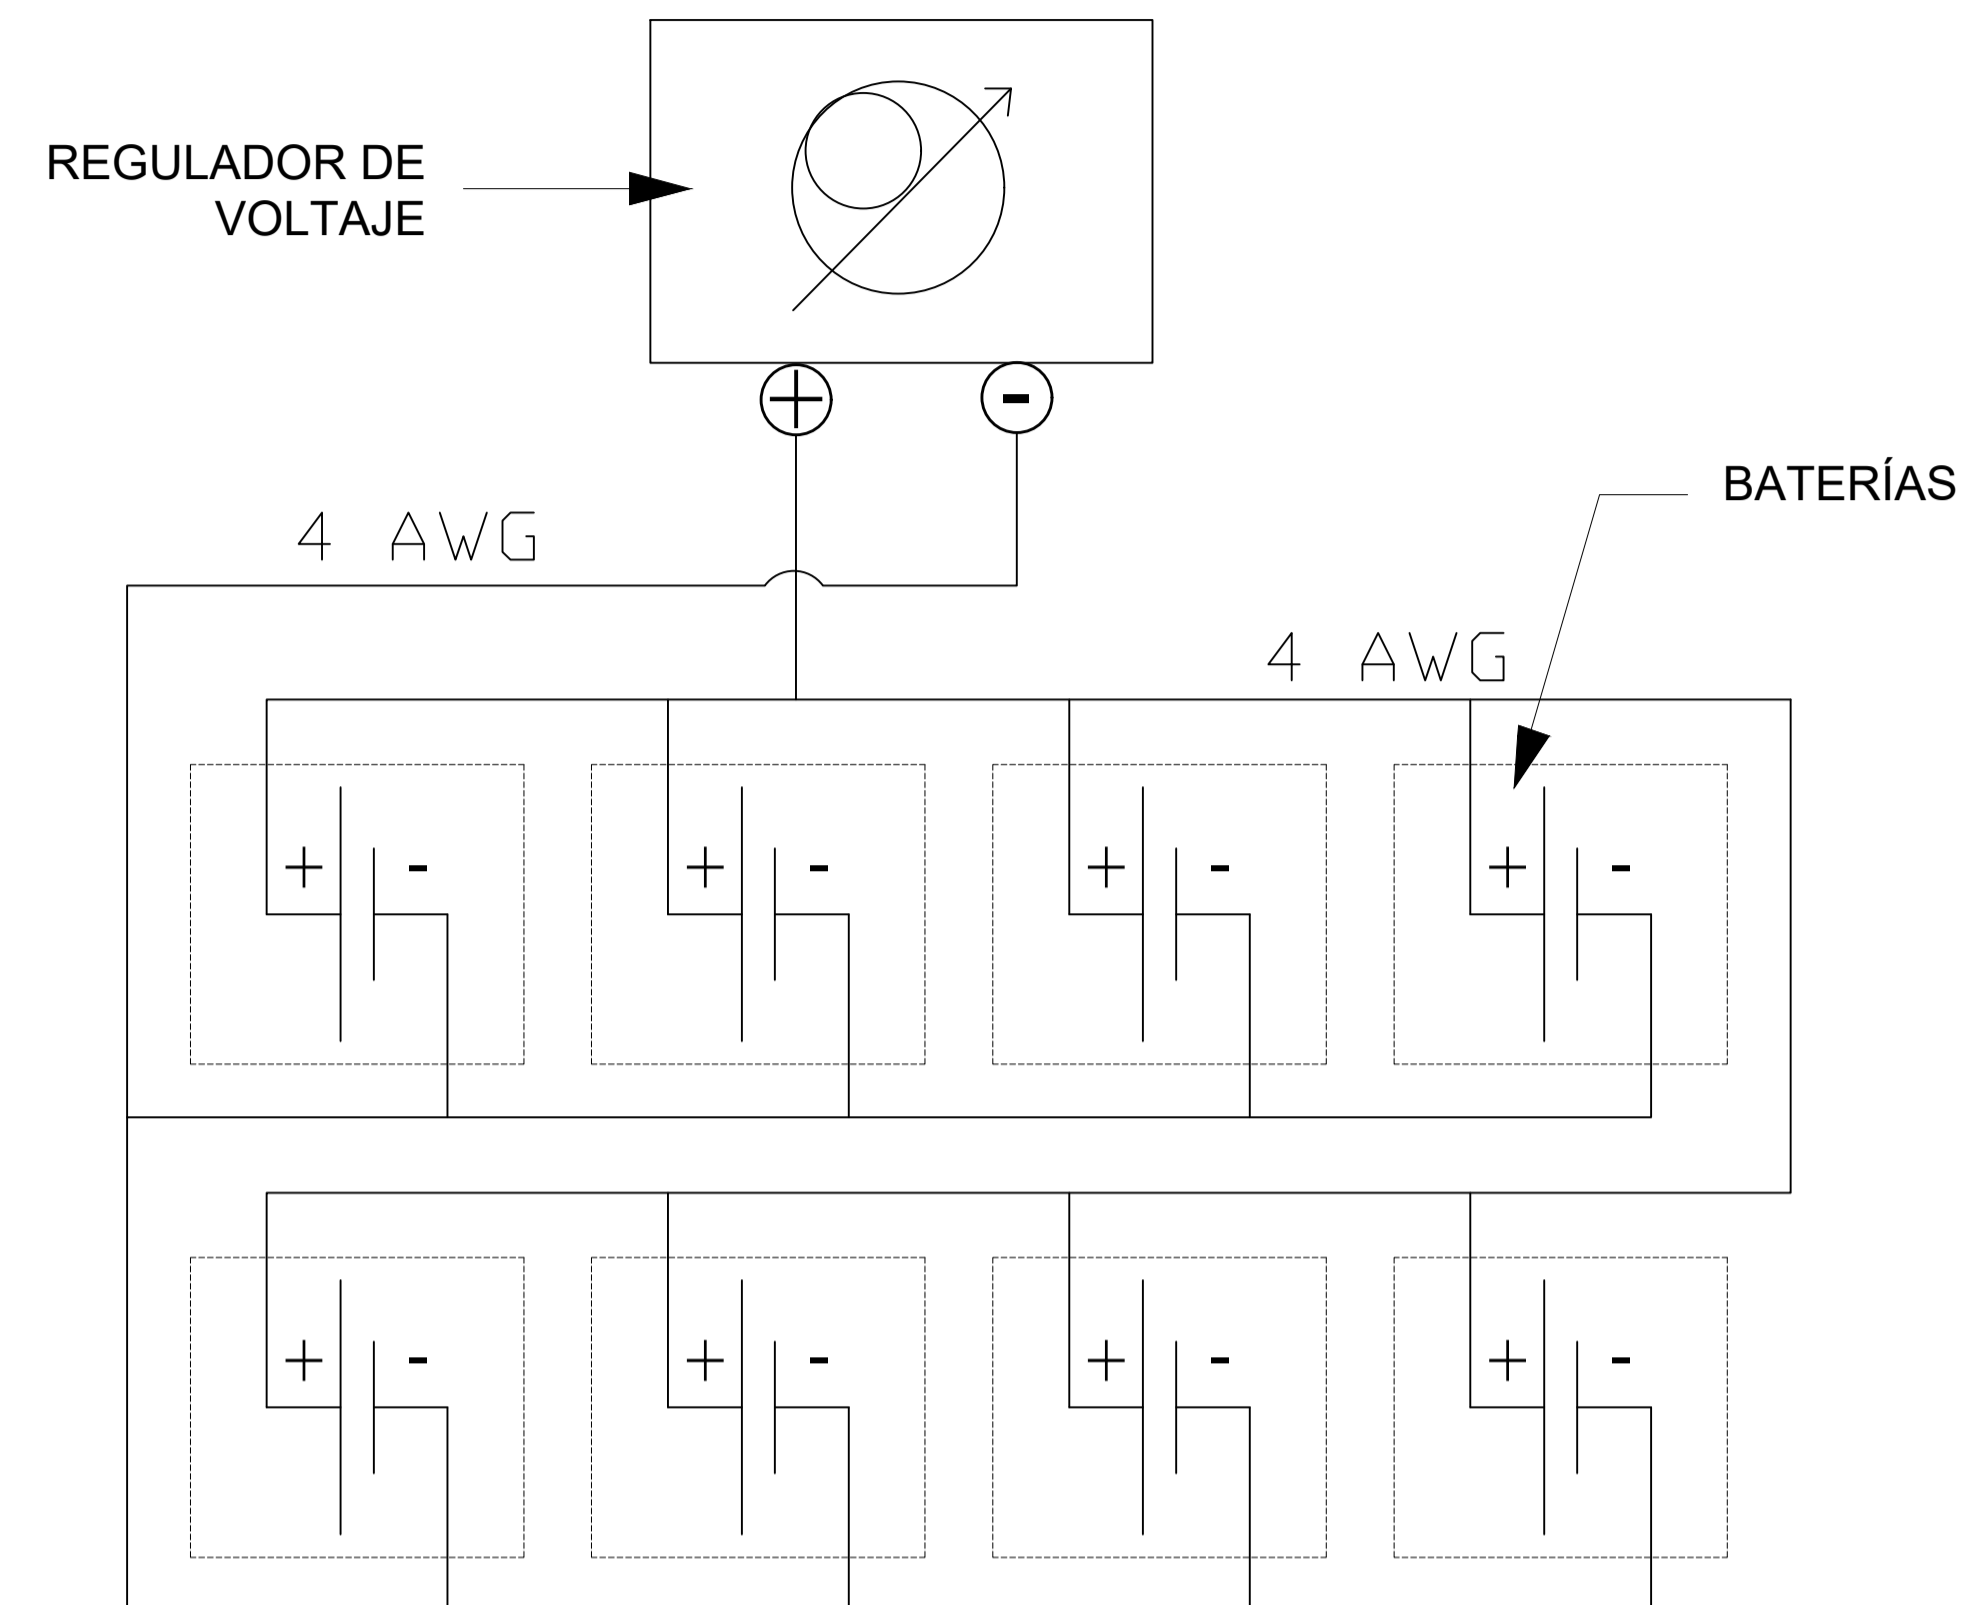 REGULADOR DE
VOLTAJE
+ -
BATERÍAS
4 AWG
4 AWG
+ - + - + - + -
+ - + - + - + -